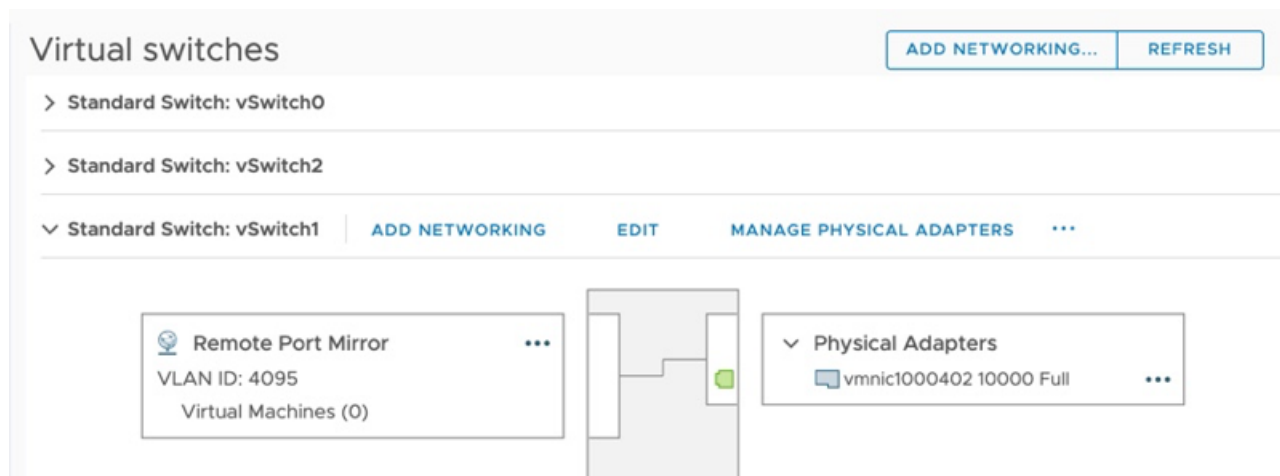 Virtual switches
ADD NETWORKING... REFRESH
Standard Switch: vSwitch0
Standard Switch: vSwitch2
Standard Switch: vSwitch1 ADD NETWORKING EDIT MANAGE PHYSICAL ADAPTERS ...
Remote Port Mirror ...
VLAN ID: 4095
Virtual Machines (0)
Physical Adapters
vmnic1000402 10000 Full ...